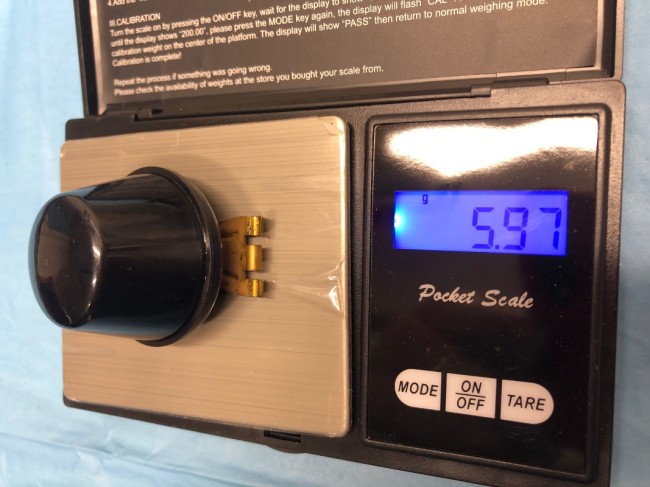 4.Add the
III.CALIBRATION
Turn the scale on by pressing the ON/OFF key, wait for the display to show
until the display shows "200.00", please press the MODE key again, the display will flash "CAL
calibration weight on the center of the platform. The display will show "PASS" then return to normal weighing mode.
Calibration is complete!
Repeat the process if something was going wrong.
Please check the availability of weights at the store you bought your scale from.
g
5.97
Pocket Scale
MODE
ON
OFF
TARE